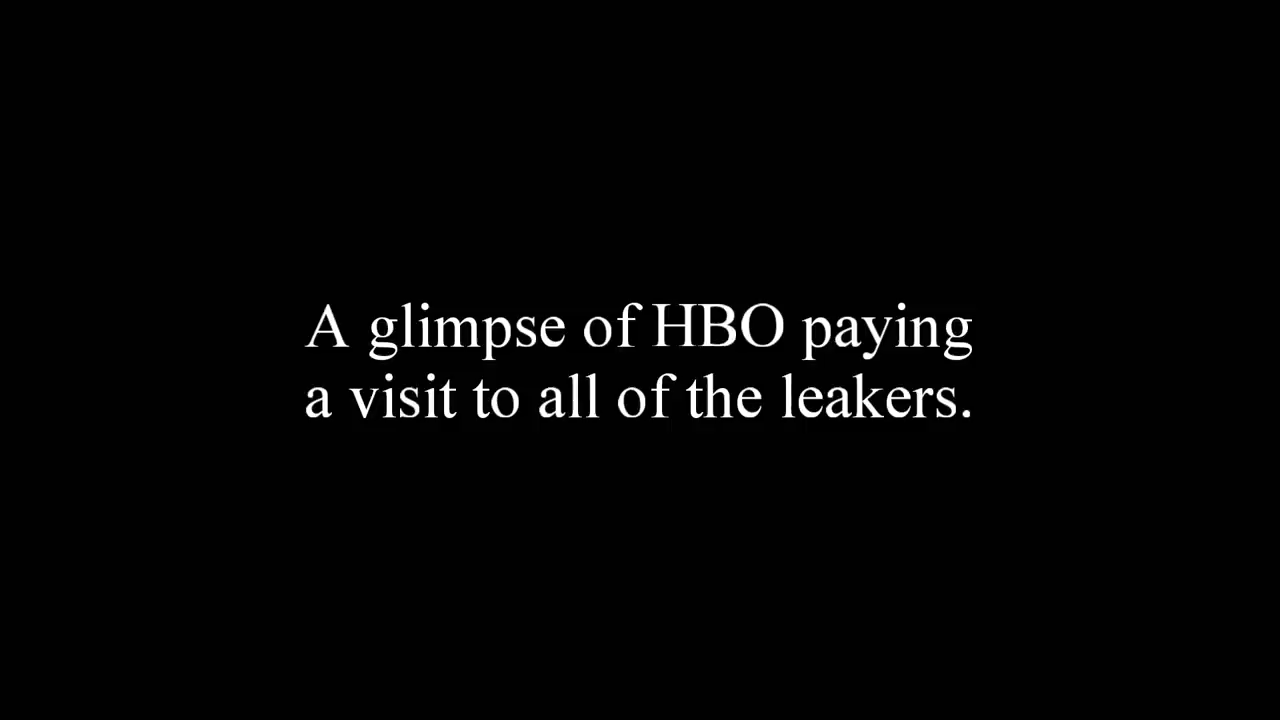 A glimpse of HBO paying
a visit to all of the leakers.